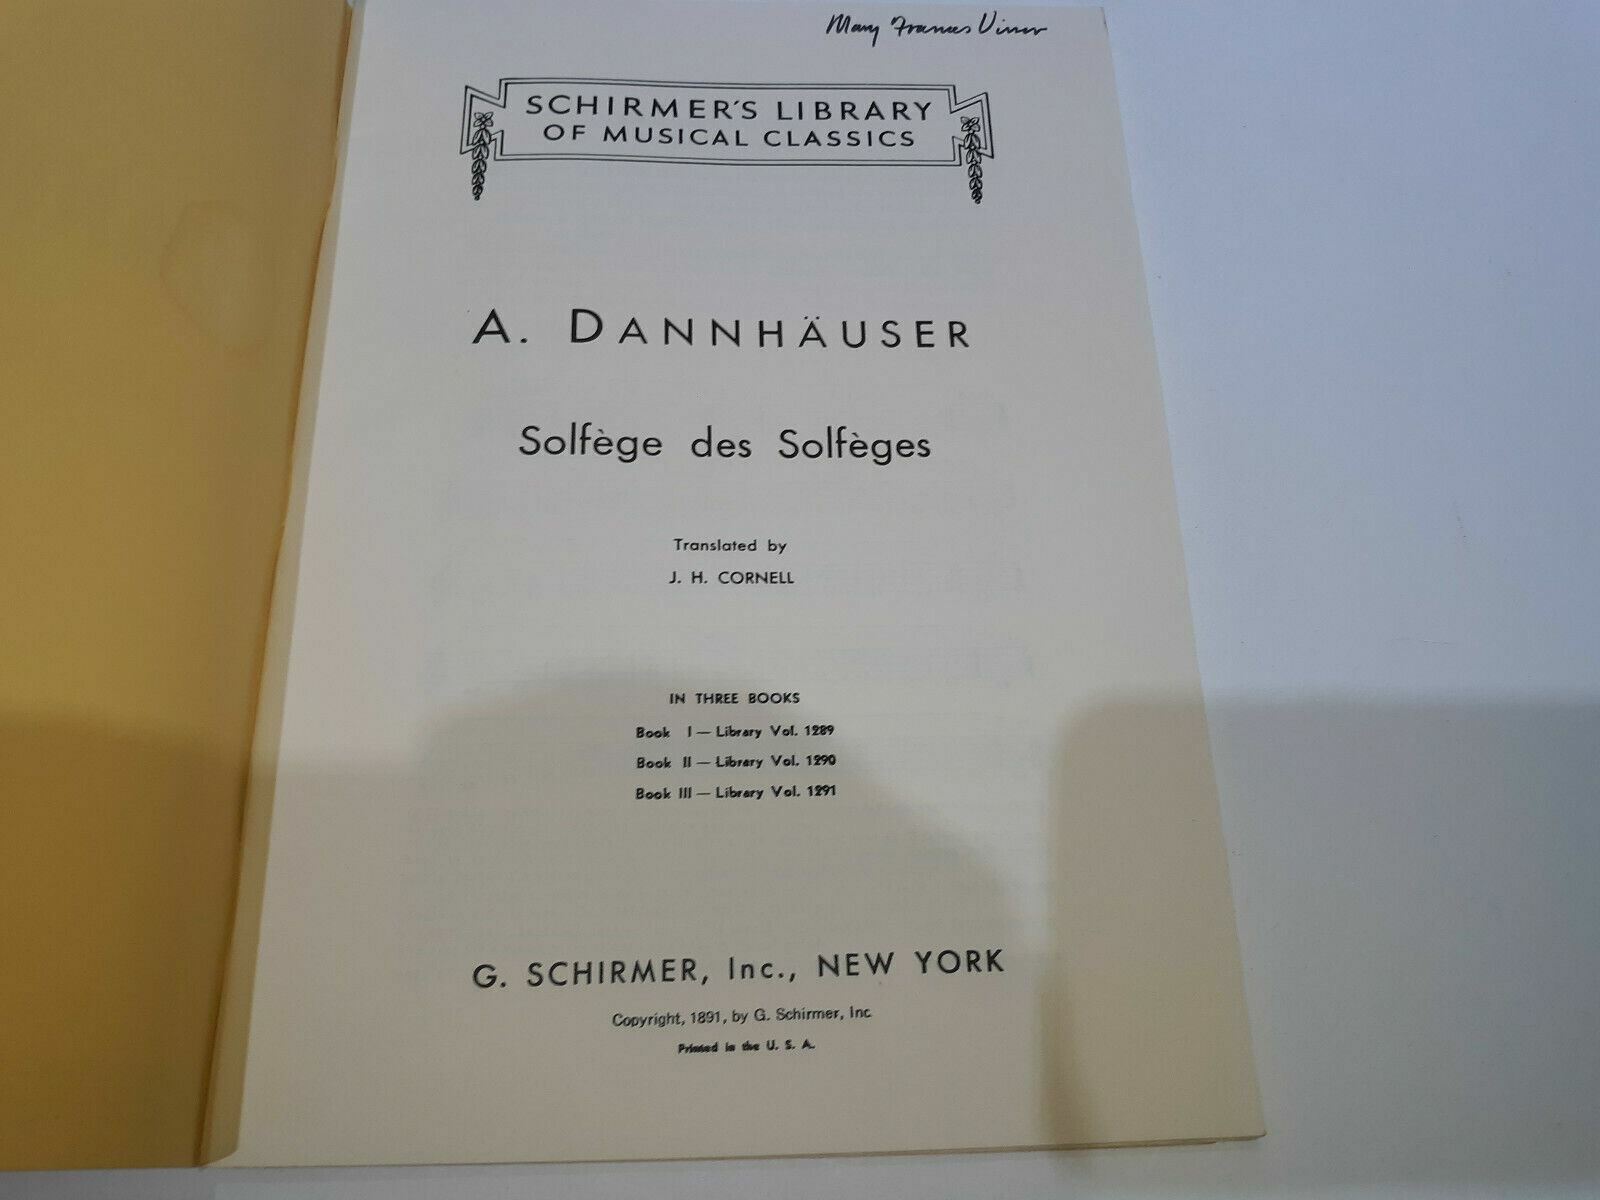 Mary Frances
SCHIRMER'S LIBRARY
OF MUSICAL CLASSICS
A. DANNHÄUSER
Solfège des Solfèges
Translated by
J. H. CORNELL
IN THREE BOOKS
Book I — Library Vol. 1289
Book II — Library Vol. 1290
Book III — Library Vol. 1291
G. SCHIRMER, Inc., NEW YORK
Copyright, 1891, by G. Schirmer, Inc
Printed in the U. S. A.